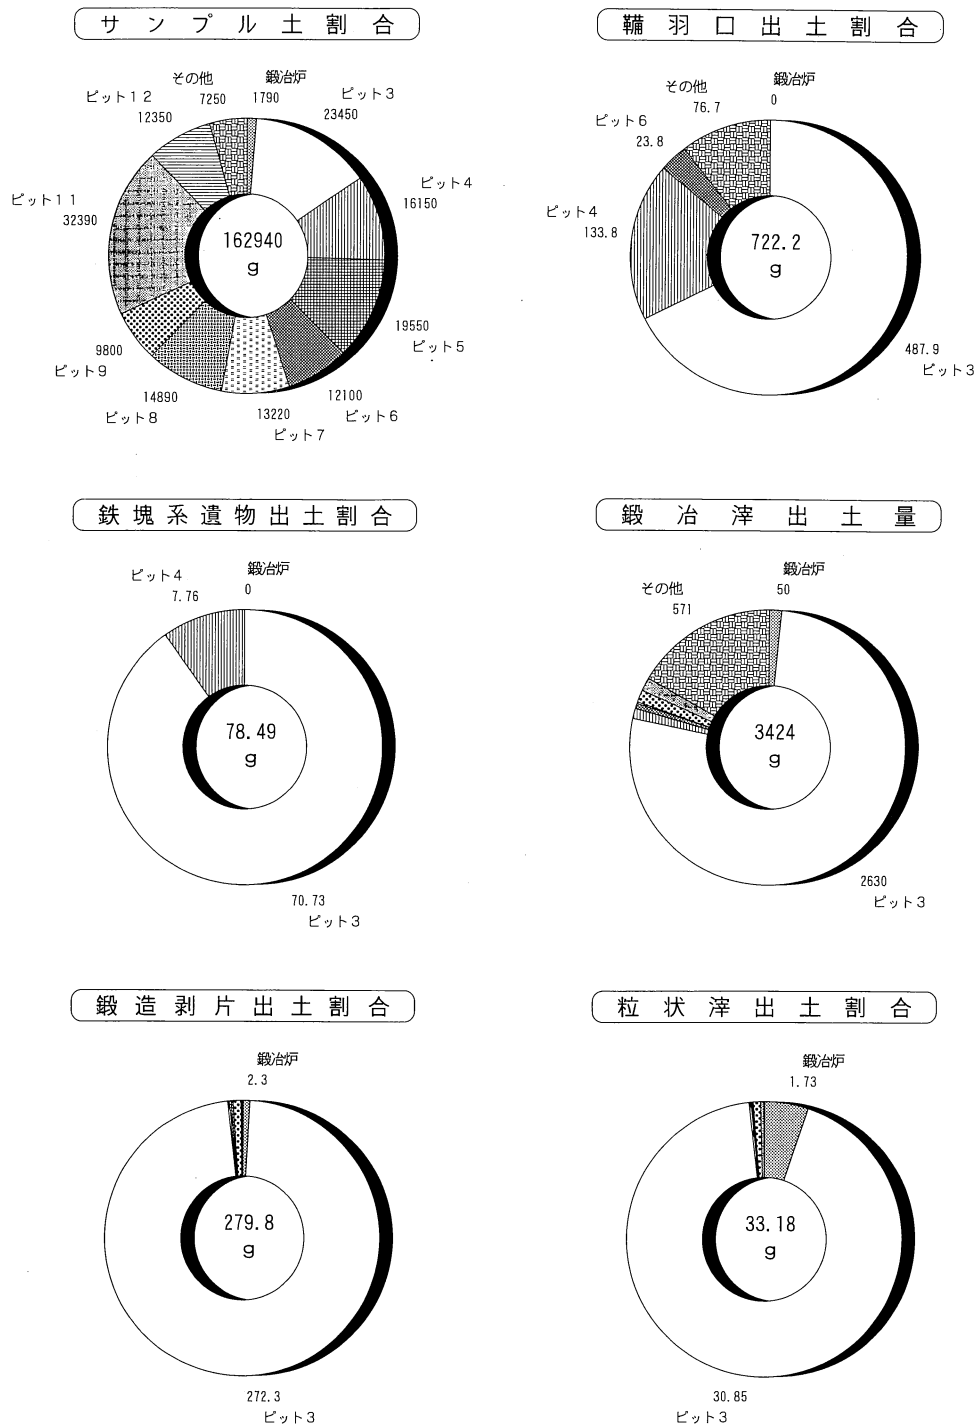 サンプル土割合
その他
7250
鍛冶炉
1790
ピット3
23450
ピット4
16150
19550
ピット5
12100
ピット6
13220
ピット7
14890
ピット8
9800
ピット9
ピット11
32390
ピット12
12350
162940
g
鞴羽口出土割合
鍛冶炉
0
その他
76.7
ピット6
23.8
ピット4
133.8
722.2
g
487.9
ピット3
鉄塊系遺物出土割合
鍛冶炉
0
ピット4
7.76
78.49
g
70.73
ピット3
鍛冶滓出土量
鍛冶炉
50
その他
571
3424
g
2630
ピット3
鍛造剥片出土割合
鍛冶炉
2.3
279.8
g
272.3
ピット3
粒状滓出土割合
鍛冶炉
1.73
33.18
g
30.85
ピット3